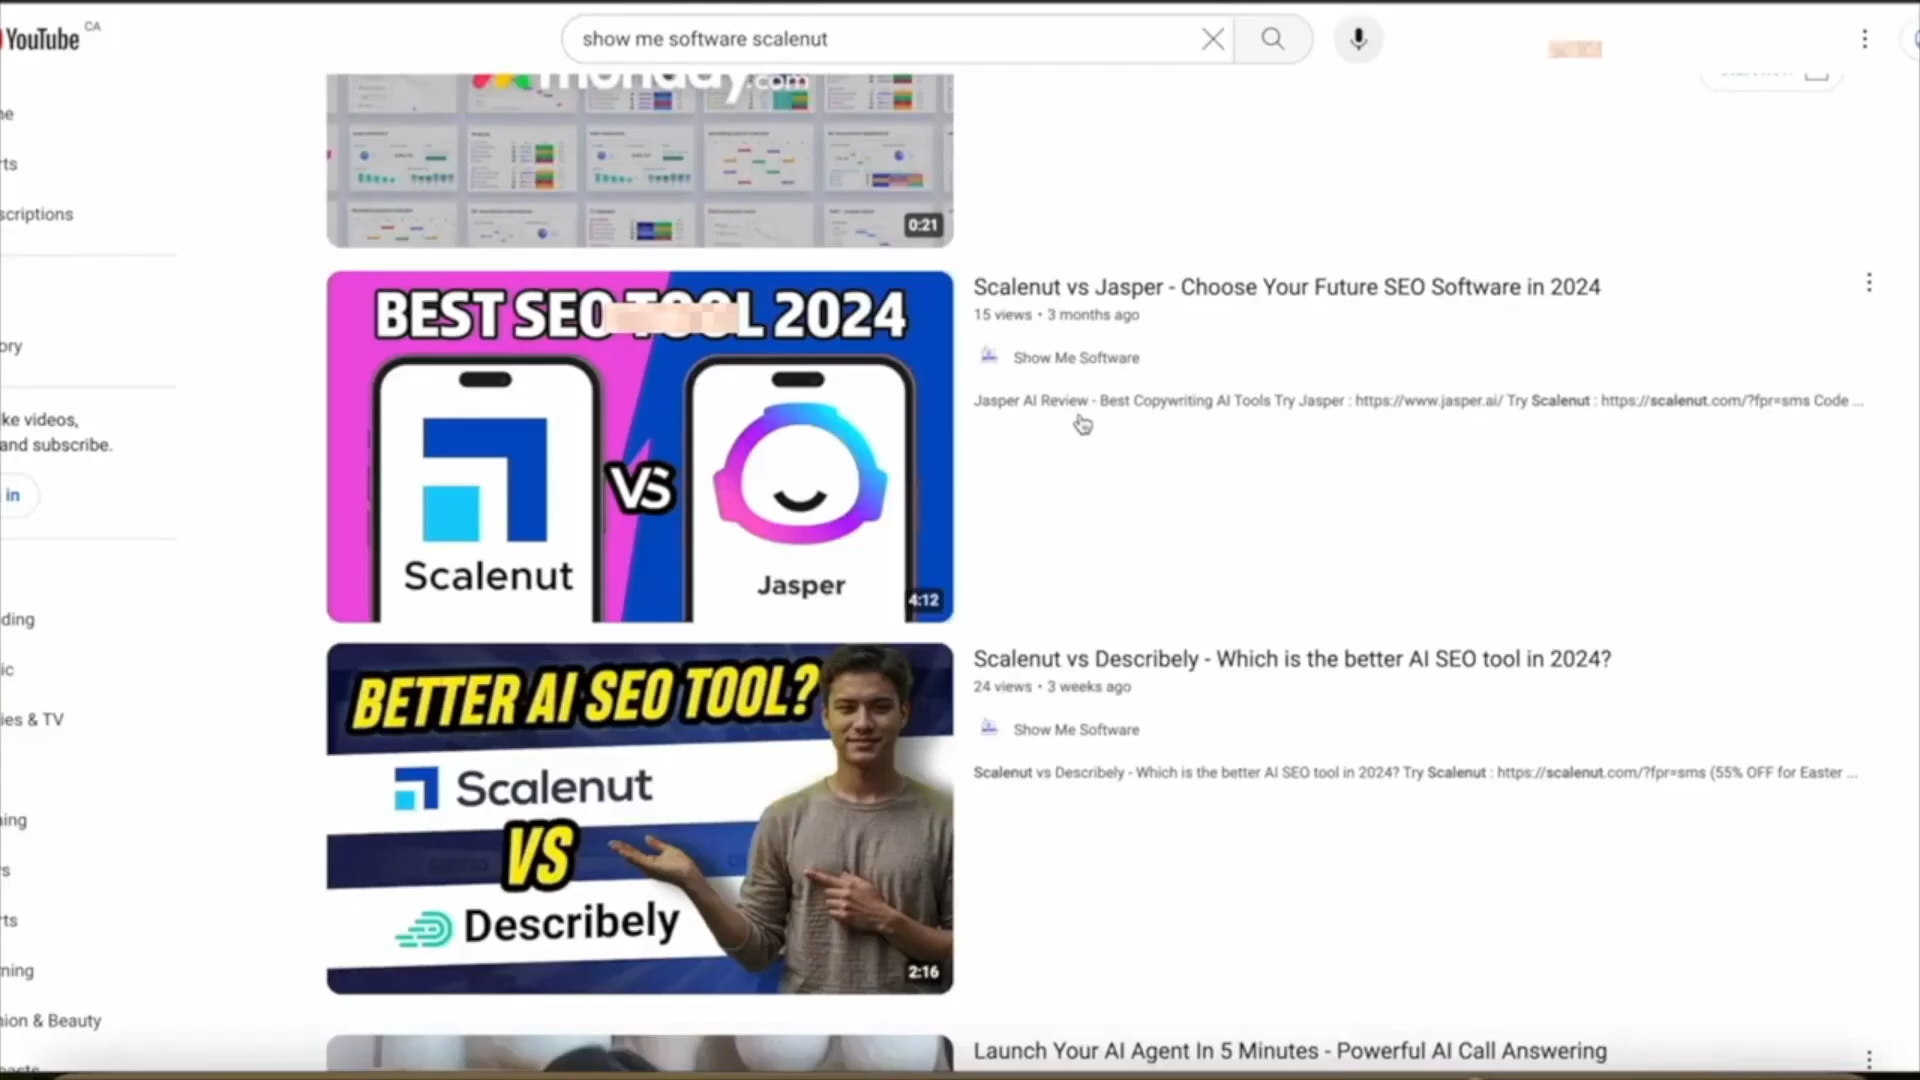 YouTube CA
show me software scalenut
scriptions
ory
ke videos,
and subscribe.
in
ding
ic
ies & TV
ning
hion & Beauty
monday.com
0:21
BEST SEO TOOL 2024
Scalenut
VS
Jasper
4:12
Scalenut vs Jasper - Choose Your Future SEO Software in 2024
15 views • 3 months ago
Show Me Software
Jasper AI Review - Best Copywriting AI Tools Try Jasper : https://www.jasper.ai/ Try Scalenut : https://scalenut.com/?fpr=sms Code ...
BETTER AI SEO TOOL?
Scalenut
VS
Describely
2:16
Scalenut vs Describely - Which is the better AI SEO tool in 2024?
24 views • 3 weeks ago
Show Me Software
Scalenut vs Describely - Which is the better AI SEO tool in 2024? Try Scalenut : https://scalenut.com/?fpr=sms (55% OFF for Easter ...
Launch Your AI Agent In 5 Minutes - Powerful AI Call Answering